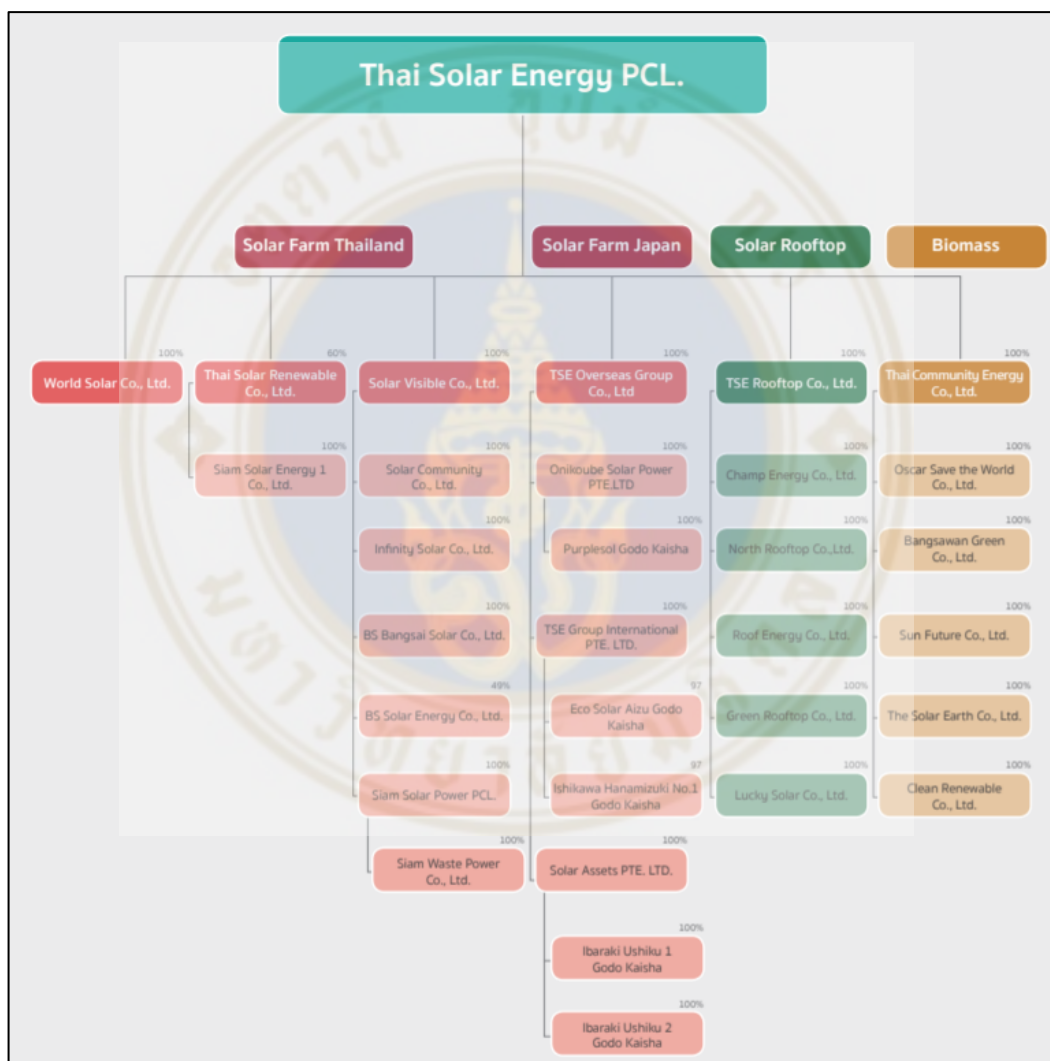 Thai Solar Energy PCL.
Solar Farm Thailand
Solar Farm Japan
Solar Rooftop
Biomass
100%
60%
100%
100%
100%
100%
World Solar Co., Ltd.
Thai Solar Renewable
Co., Ltd.
Solar Visible Co., Ltd.
TSE Overseas Group
Co., Ltd
TSE Rooftop Co., Ltd.
Thai Community Energy
Co., Ltd.
100%
100%
100%
100%
100%
Siam Solar Energy 1
Co., Ltd.
Solar Community
Co., Ltd.
Onikoube Solar Power
PTE.LTD
Champ Energy Co., Ltd.
Oscar Save the World
Co., Ltd.
100%
100%
100%
100%
Infinity Solar Co., Ltd.
Purplesol Godo Kaisha
North Rooftop Co.,Ltd.
Bangsawan Green
Co., Ltd.
100%
100%
100%
100%
BS Bangsai Solar Co., Ltd.
TSE Group International
PTE. LTD.
Roof Energy Co., Ltd.
Sun Future Co., Ltd.
49%
97
100%
100%
BS Solar Energy Co., Ltd.
Eco Solar Aizu Godo
Kaisha
Green Rooftop Co., Ltd.
The Solar Earth Co., Ltd.
100%
97
100%
100%
Siam Solar Power PCL.
Ishikawa Hanamizuki No.1
Godo Kaisha
Lucky Solar Co., Ltd.
Clean Renewable
Co., Ltd.
100%
100%
Siam Waste Power
Co., Ltd.
Solar Assets PTE. LTD.
100%
Ibaraki Ushiku 1
Godo Kaisha
100%
Ibaraki Ushiku 2
Godo Kaisha